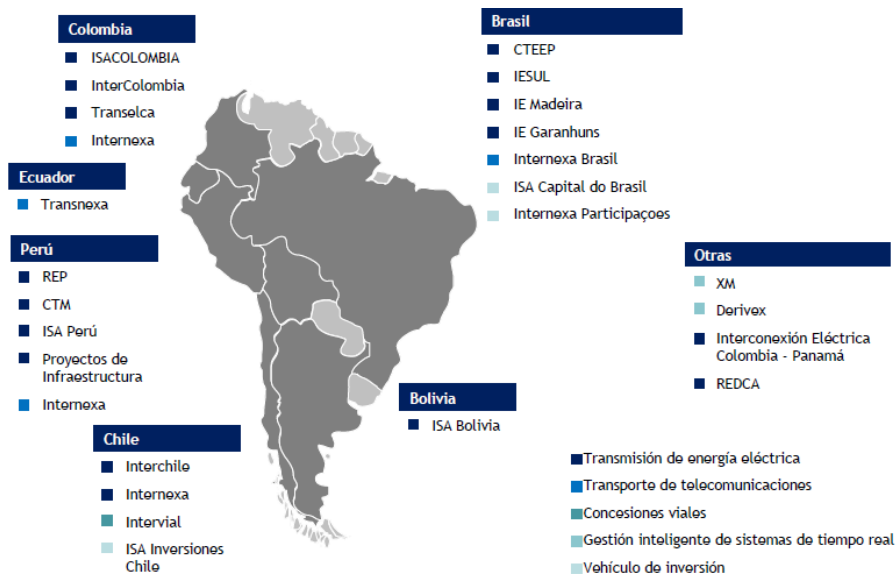 Colombia
ISACOLOMBIA
InterColombia
Transelca
Internexa
Ecuador
Transnexa
Perú
REP
CTM
ISA Perú
Proyectos de
Infraestructura
Internexa
Chile
Interchile
Internexa
Intervial
ISA Inversiones
Chile
Brasil
CTEEP
IESUL
IE Madeira
IE Garanhuns
Internexa Brasil
ISA Capital do Brasil
Internexa Participaçoes
Bolivia
ISA Bolivia
Otras
XM
Derivex
Interconexión Eléctrica
Colombia - Panamá
REDCA
Transmisión de energía eléctrica
Transporte de telecomunicaciones
Concesiones viales
Gestión inteligente de sistemas de tiempo real
Vehículo de inversión